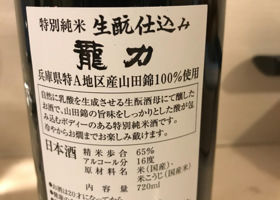 特別純米 生酛仕込み
龍力
兵庫県特A地区産山田錦100%使用
自然に乳酸を生成させる生酛酒母にて醸した
お酒で、山田錦の旨味をしっかりとした酸が包
み込むボディーのある特別純米酒です。
冷やからお燗までお楽しみ戴けます。
日本酒
精米歩合 65%
アルコール分 16度
原材料名 米(国産)・
米こうじ(国産米)
内容量 720ml